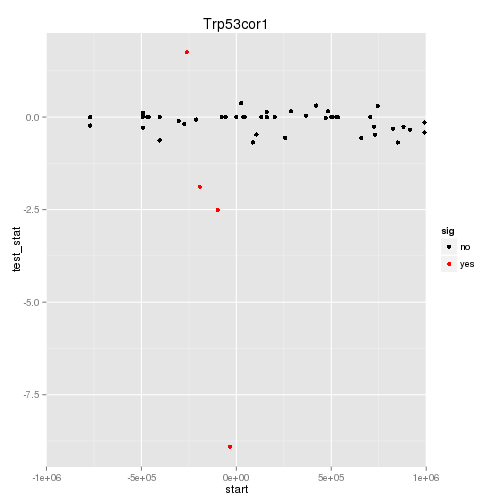 Trp53cor1
0.0
-2.5
-5.0
-7.5
test_stat
-1e+06 -5e+05 0e+00 5e+05 1e+06
start
sig
no
yes